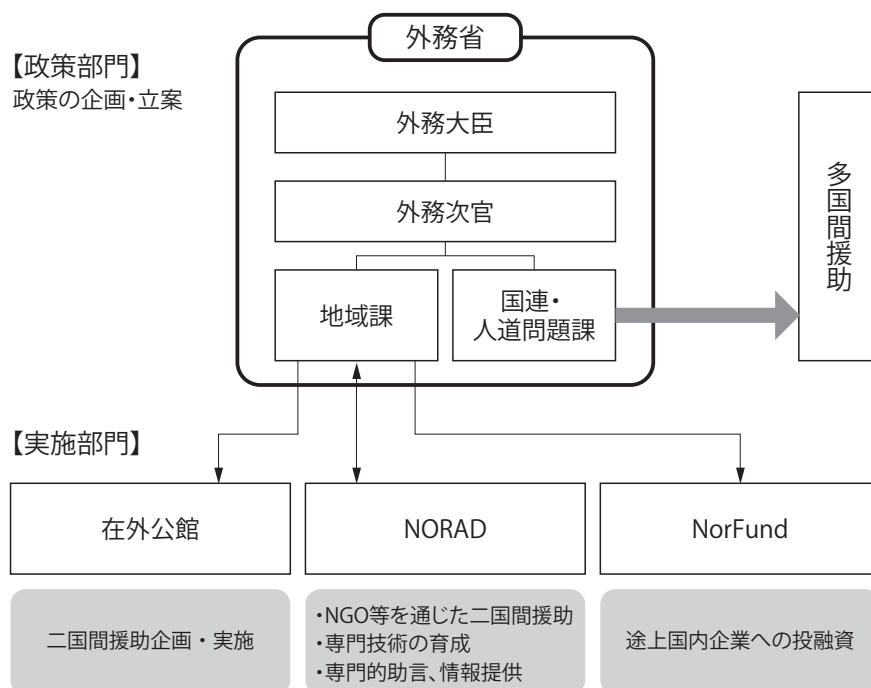 外務省
【政策部門】
政策の企画・立案
外務大臣
外務次官
地域課
国連・
人道問題課
多国間援助
【実施部門】
在外公館
NORAD
NorFund
二国間援助企画・実施
・NGO等を通じた二国間援助
・専門技術の育成
・専門的助言、情報提供
途上国内企業への投融資